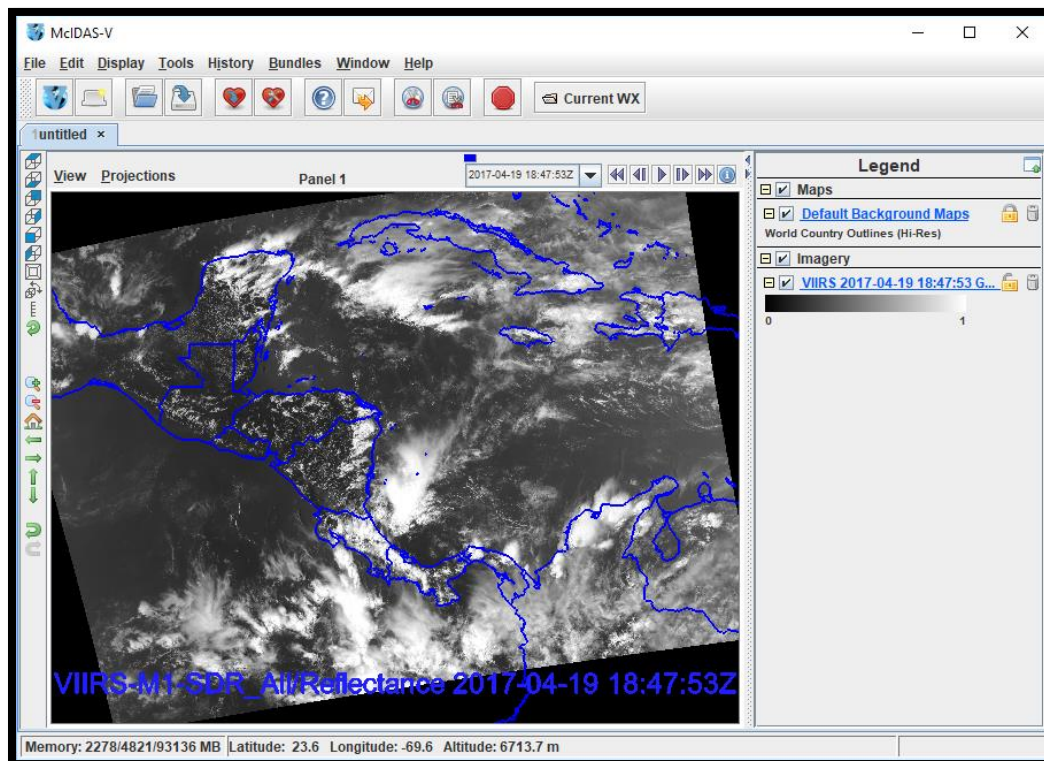 McIDAS-V
File Edit Display Tools History Bundles Window Help
Current WX
1untitled ×
View Projections Panel 1 2017-04-19 18:47:53Z
Legend
Maps
Default Background Maps
World Country Outlines (Hi-Res)
Imagery
VIIRS 2017-04-19 18:47:53 G...
0 1
VIIRS-M1-SDR_All/Reflectance 2017-04-19 18:47:53Z
Memory: 2278/4821/93136 MB Latitude: 23.6 Longitude: -69.6 Altitude: 6713.7 m